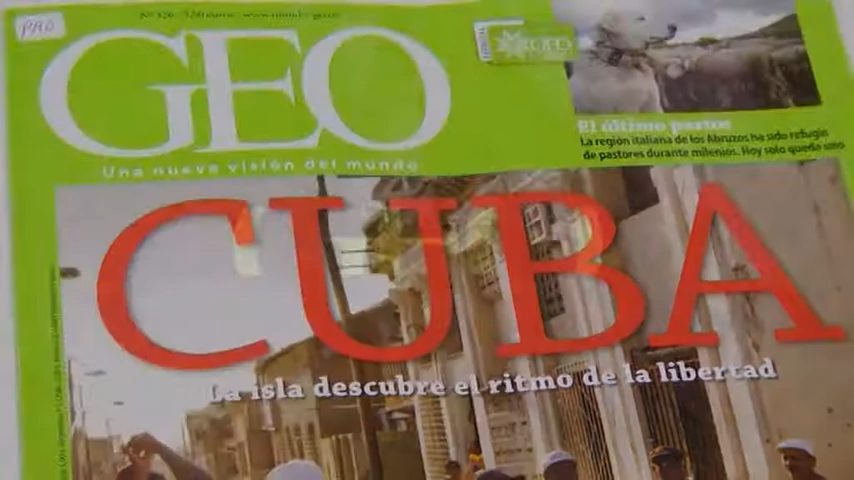 GEO
Una nueva visión del mundo
El último pastor
La región italiana de los Abruzos ha sido refugio
de pastores durante milenios. Hoy solo queda uno
CUBA
La isla descubre el ritmo de la libertad